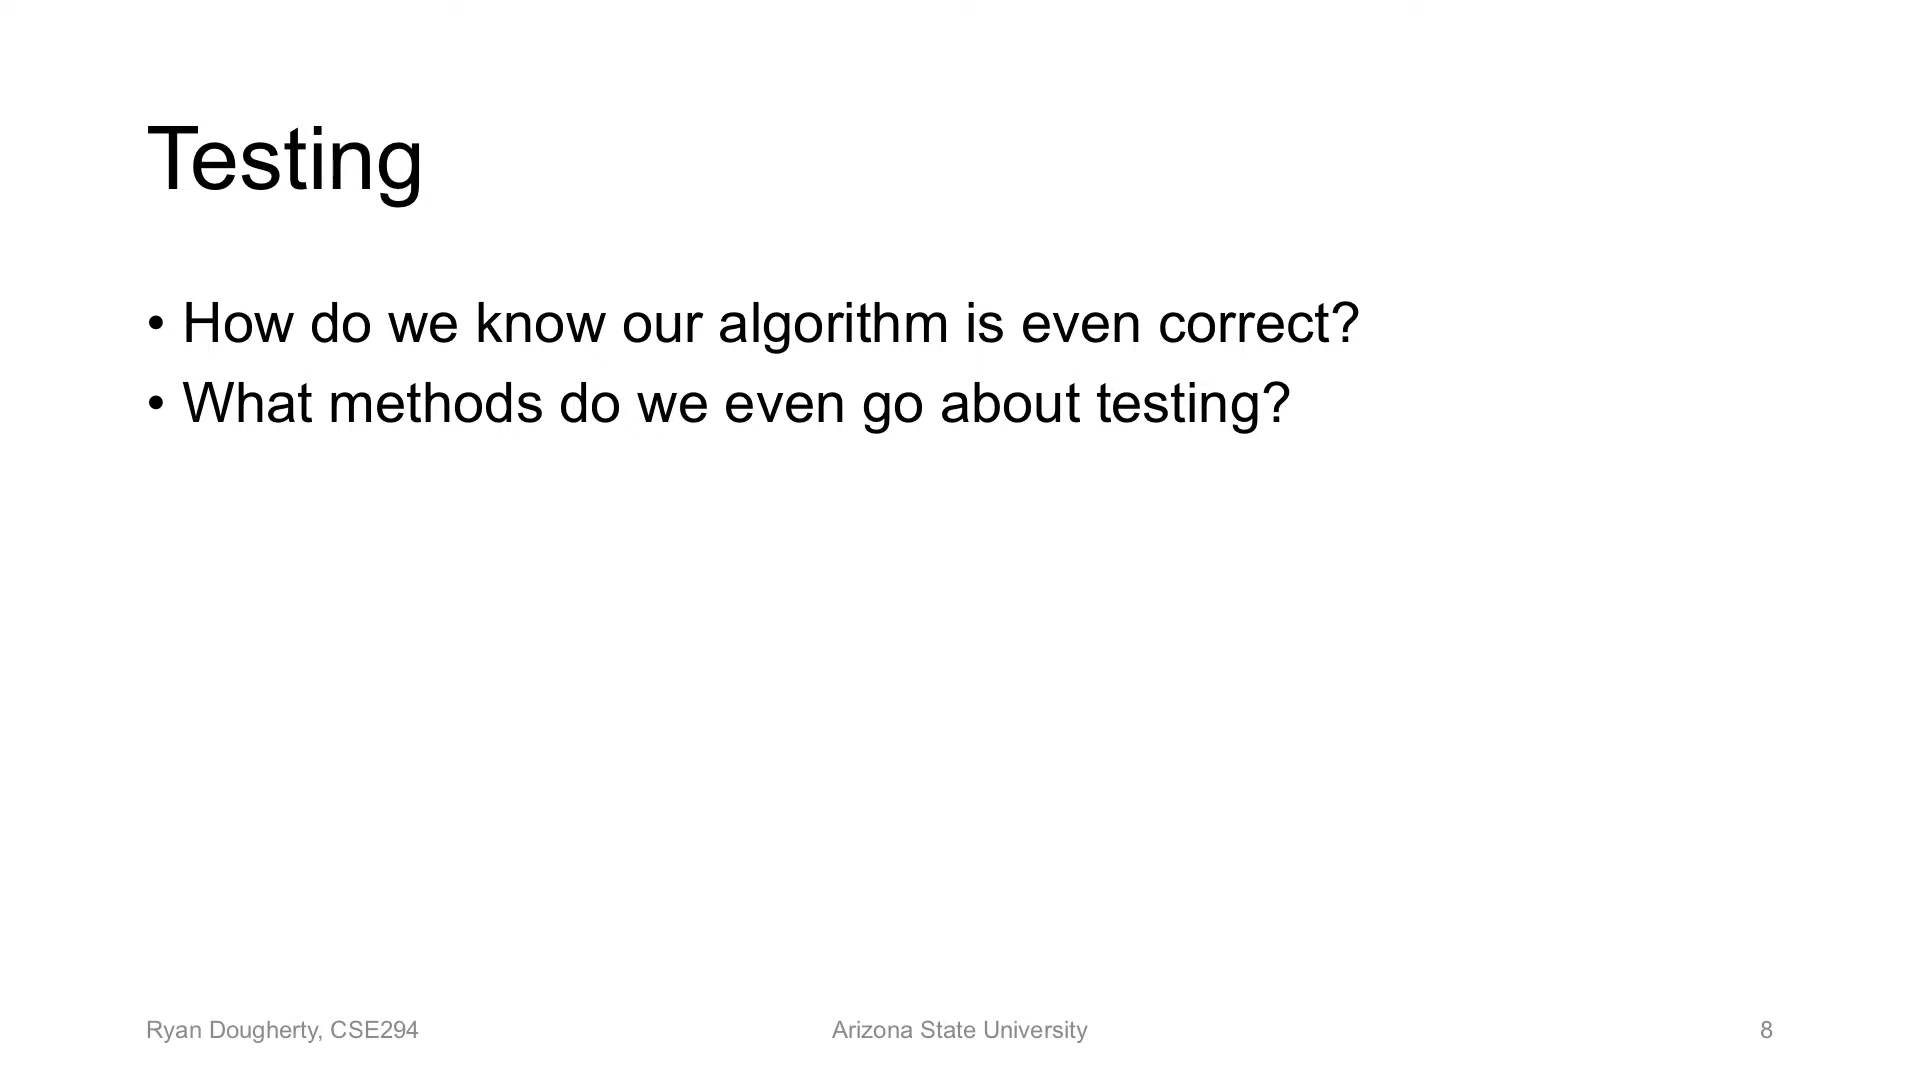 Testing
• How do we know our algorithm is even correct?
• What methods do we even go about testing?
Ryan Dougherty, CSE294
Arizona State University
8